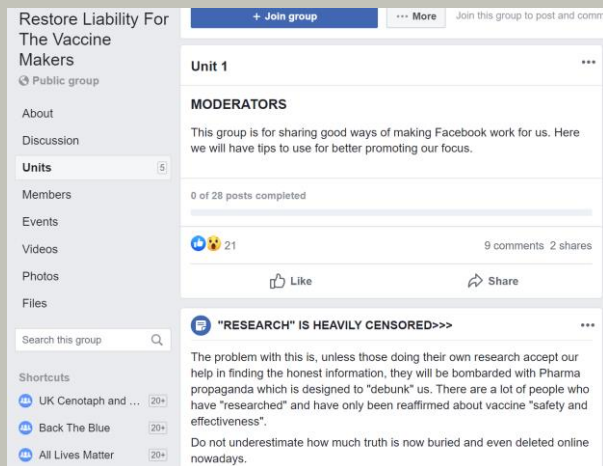 Restore Liability For
The Vaccine
Makers
Public group
About
Discussion
Units 5
Members
Events
Videos
Photos
Files
Search this group
Shortcuts
UK Cenotaph and ... 20+
Back The Blue 20+
All Lives Matter 20+
+ Join group
... More
Join this group to post and comm
Unit 1
MODERATORS
This group is for sharing good ways of making Facebook work for us. Here
we will have tips to use for better promoting our focus.
0 of 28 posts completed
21
9 comments 2 shares
Like
Share
"RESEARCH" IS HEAVILY CENSORED>>>
The problem with this is, unless those doing their own research accept our
help in finding the honest information, they will be bombarded with Pharma
propaganda which is designed to "debunk" us. There are a lot of people who
have "researched" and have only been reaffirmed about vaccine "safety and
effectiveness".
Do not underestimate how much truth is now buried and even deleted online
nowadays.